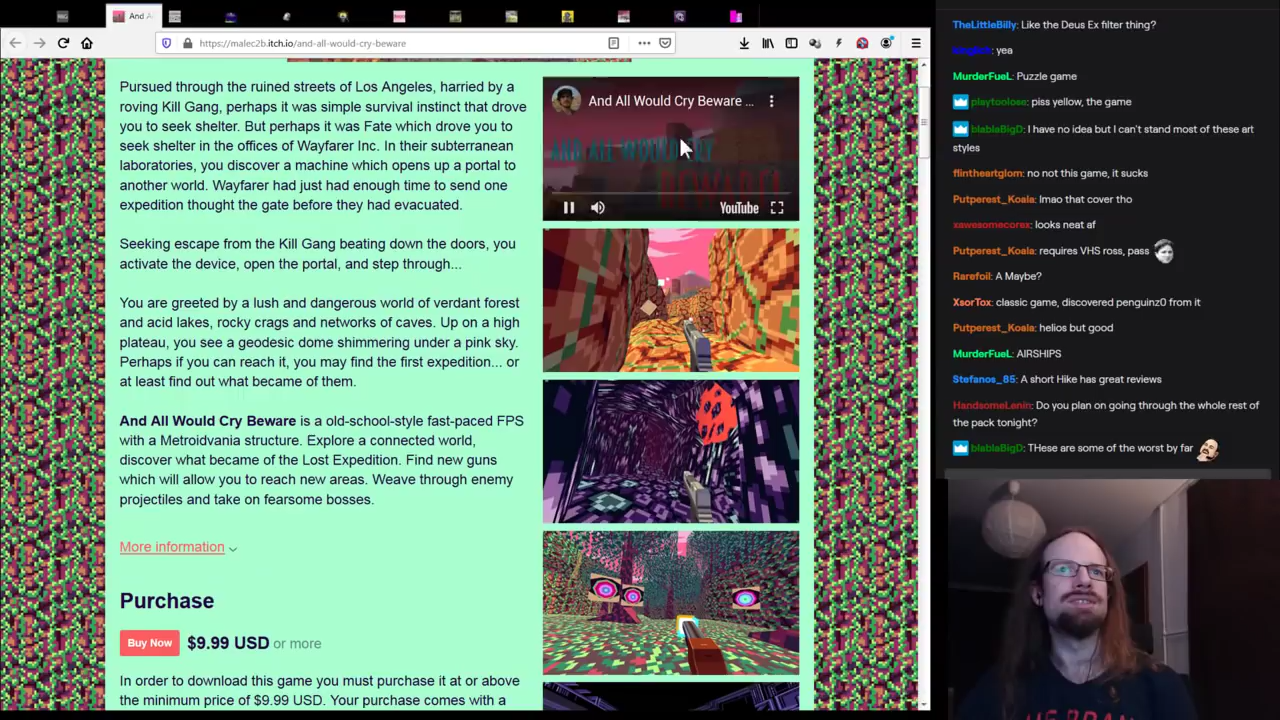 And Al
https://malec2b.itch.io/and-all-would-cry-beware
Pursued through the ruined streets of Los Angeles, harried by a
roving Kill Gang, perhaps it was simple survival instinct that drove
you to seek shelter. But perhaps it was Fate which drove you to
seek shelter in the offices of Wayfarer Inc. In their subterranean
laboratories, you discover a machine which opens up a portal to
another world. Wayfarer had just had enough time to send one
expedition thought the gate before they had evacuated.
Seeking escape from the Kill Gang beating down the doors, you
activate the device, open the portal, and step through...
You are greeted by a lush and dangerous world of verdant forest
and acid lakes, rocky crags and networks of caves. Up on a high
plateau, you see a geodesic dome shimmering under a pink sky.
Perhaps if you can reach it, you may find the first expedition... or
at least find out what became of them.
And All Would Cry Beware is a old-school-style fast-paced FPS
with a Metroidvania structure. Explore a connected world,
discover what became of the Lost Expedition. Find new guns
which will allow you to reach new areas. Weave through enemy
projectiles and take on fearsome bosses.
More information
Purchase
Buy Now $9.99 USD or more
In order to download this game you must purchase it at or above
the minimum price of $9.99 USD. Your purchase comes with a
And All Would Cry Beware ...
AND ALL WOULD CRY
BEWARE!
YouTube
TheLittleBilly: Like the Deus Ex filter thing?
: yea
MurderFueL: Puzzle game
playtoolose: piss yellow, the game
blablaBigD: I have no idea but I can't stand most of these art
styles
flintheartglom: no not this game, it sucks
Putperest_Koala: lmao that cover tho
xawesomecorex: looks neat af
Putperest_Koala: requires VHS ross, pass
Rarefoil: A Maybe?
XsorTox: classic game, discovered penguinz0 from it
Putperest_Koala: helios but good
MurderFueL: AIRSHIPS
Stefanos_85: A short Hike has great reviews
HandsomeLenin: Do you plan on going through the whole rest of
the pack tonight?
blablaBigD: THese are some of the worst by far